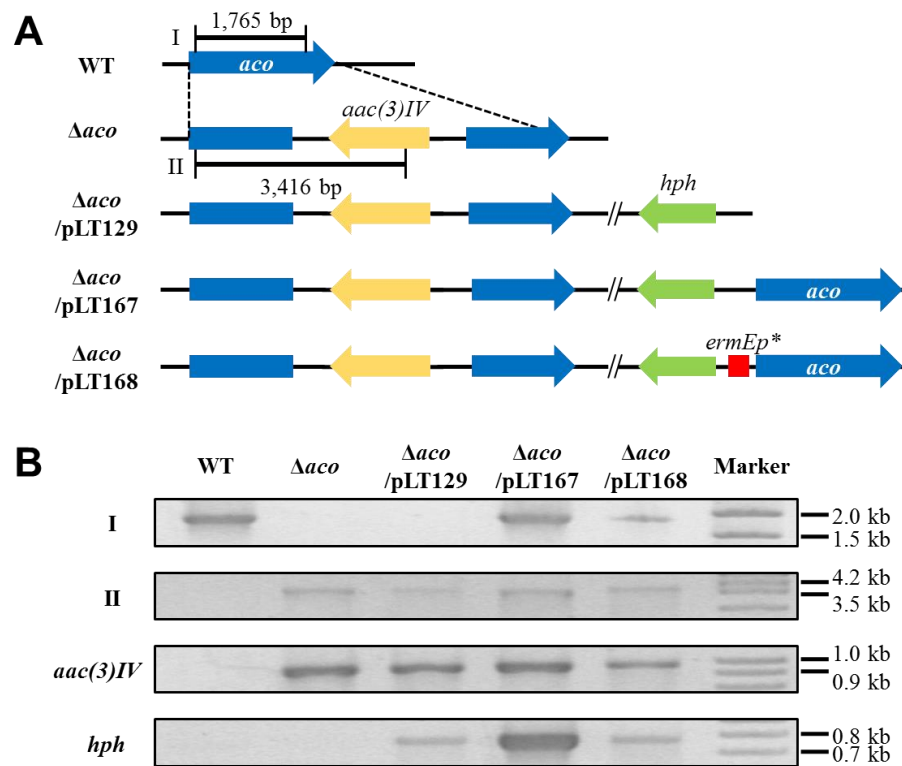 A
I
1,765 bp
WT
aco
aac(3)IV
Δaco
II
3,416 bp
hph
Δaco
/pLT129
//
Δaco
/pLT167
//
aco
ermEp*
Δaco
/pLT168
//
aco
B
WT
Δaco
Δaco
/pLT129
Δaco
/pLT167
Δaco
/pLT168
Marker
I
2.0 kb
1.5 kb
II
4.2 kb
3.5 kb
aac(3)IV
1.0 kb
0.9 kb
hph
0.8 kb
0.7 kb